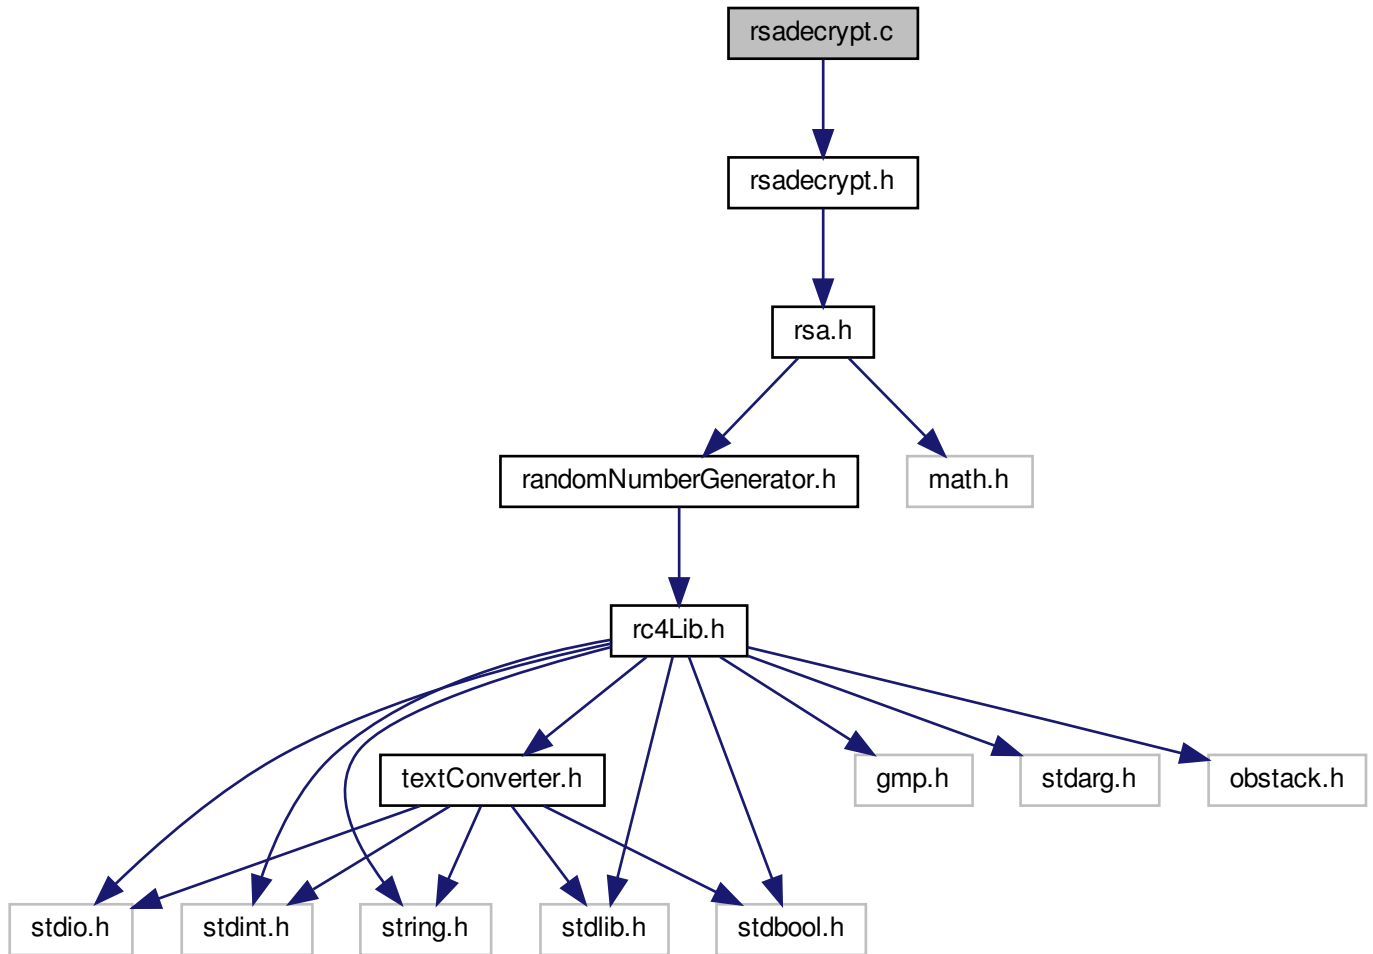 rsadecrypt.c
rsadecrypt.h
rsa.h
randomNumberGenerator.h
math.h
rc4Lib.h
textConverter.h
gmp.h
stdarg.h
obstack.h
stdio.h
stdint.h
string.h
stdlib.h
stdbool.h